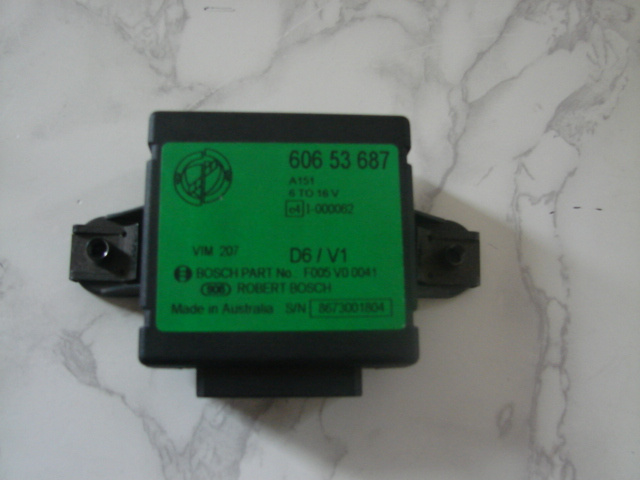 606 53 687
A151
6 TO 16 V
e4 I-000062
VIM 207 D6 / V1
BOSCH PART No. F005 V0 0041
ROBERT BOSCH
Made in Australia S/N 8673001804